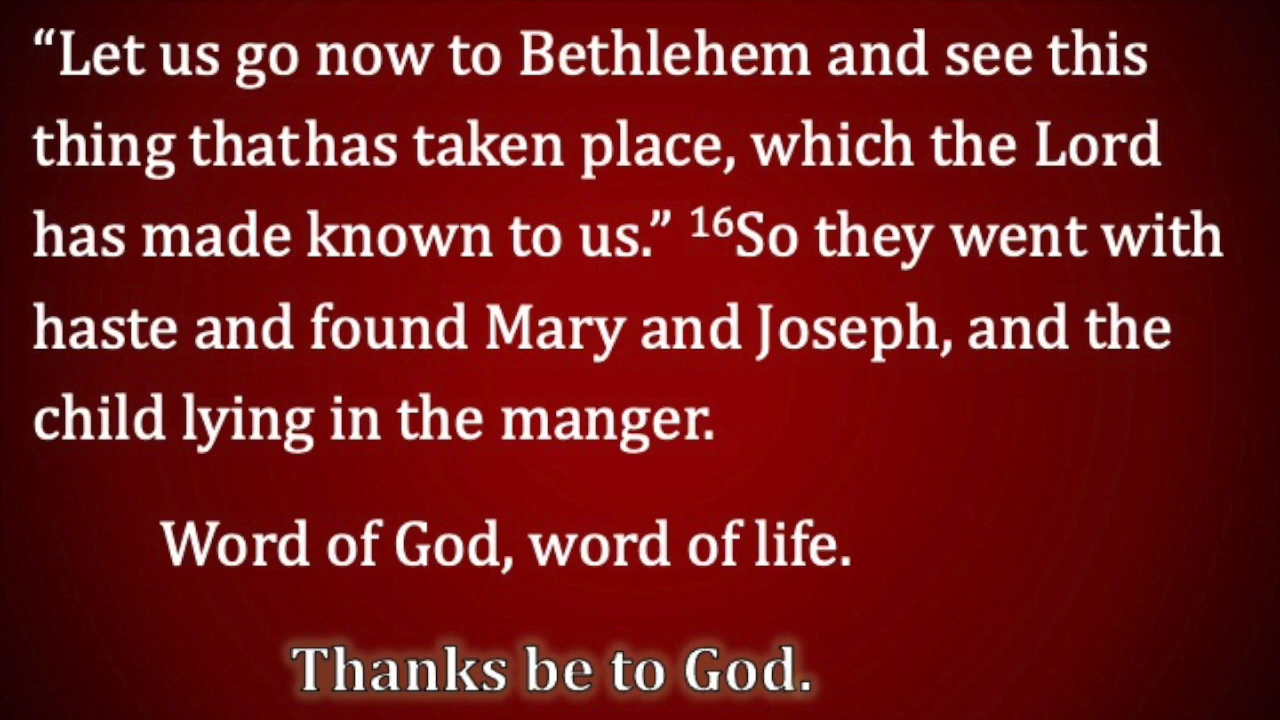 “Let us go now to Bethlehem and see this
thing that has taken place, which the Lord
has made known to us.” ¹⁶So they went with
haste and found Mary and Joseph, and the
child lying in the manger.
Word of God, word of life.
Thanks be to God.